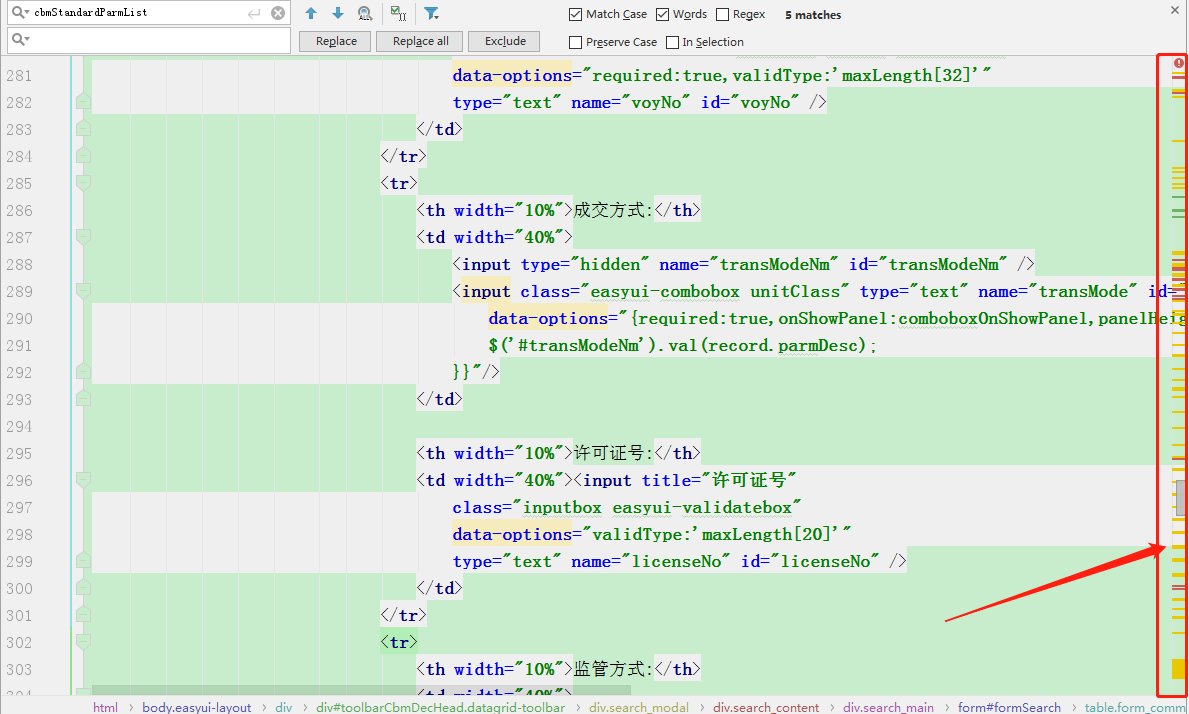 cbmStandardParmList
Match Case Words Regex 5 matches
Replace Replace all Exclude
Preserve Case In Selection
281 data-options="required:true,validType:'maxLength[32]'"
282 type="text" name="voyNo" id="voyNo" />
283 </td>
284 </tr>
285 <tr>
286 <th width="10%">成交方式:</th>
287 <td width="40%">
288 <input type="hidden" name="transModeNm" id="transModeNm" />
289 <input class="easyui-combobox unitClass" type="text" name="transMode" id=
290 data-options="{required:true,onShowPanel:comboboxOnShowPanel,panelHeig
291 $('#transModeNm').val(record.parmDesc);
292 }}"/>
293 </td>
294
295 <th width="10%">许可证号:</th>
296 <td width="40%"><input title="许可证号"
297 class="inputbox easyui-validatebox"
298 data-options="validType:'maxLength[20]'"
299 type="text" name="licenseNo" id="licenseNo" />
300 </td>
301 </tr>
302 <tr>
303 <th width="10%">监管方式:</th>
304 <td width="40%">
html › body.easyui-layout › div › div#toolbarCbmDecHead.datagrid-toolbar › div.search_modal › div.search_content › div.search_main › form#formSearch › table.form_comm